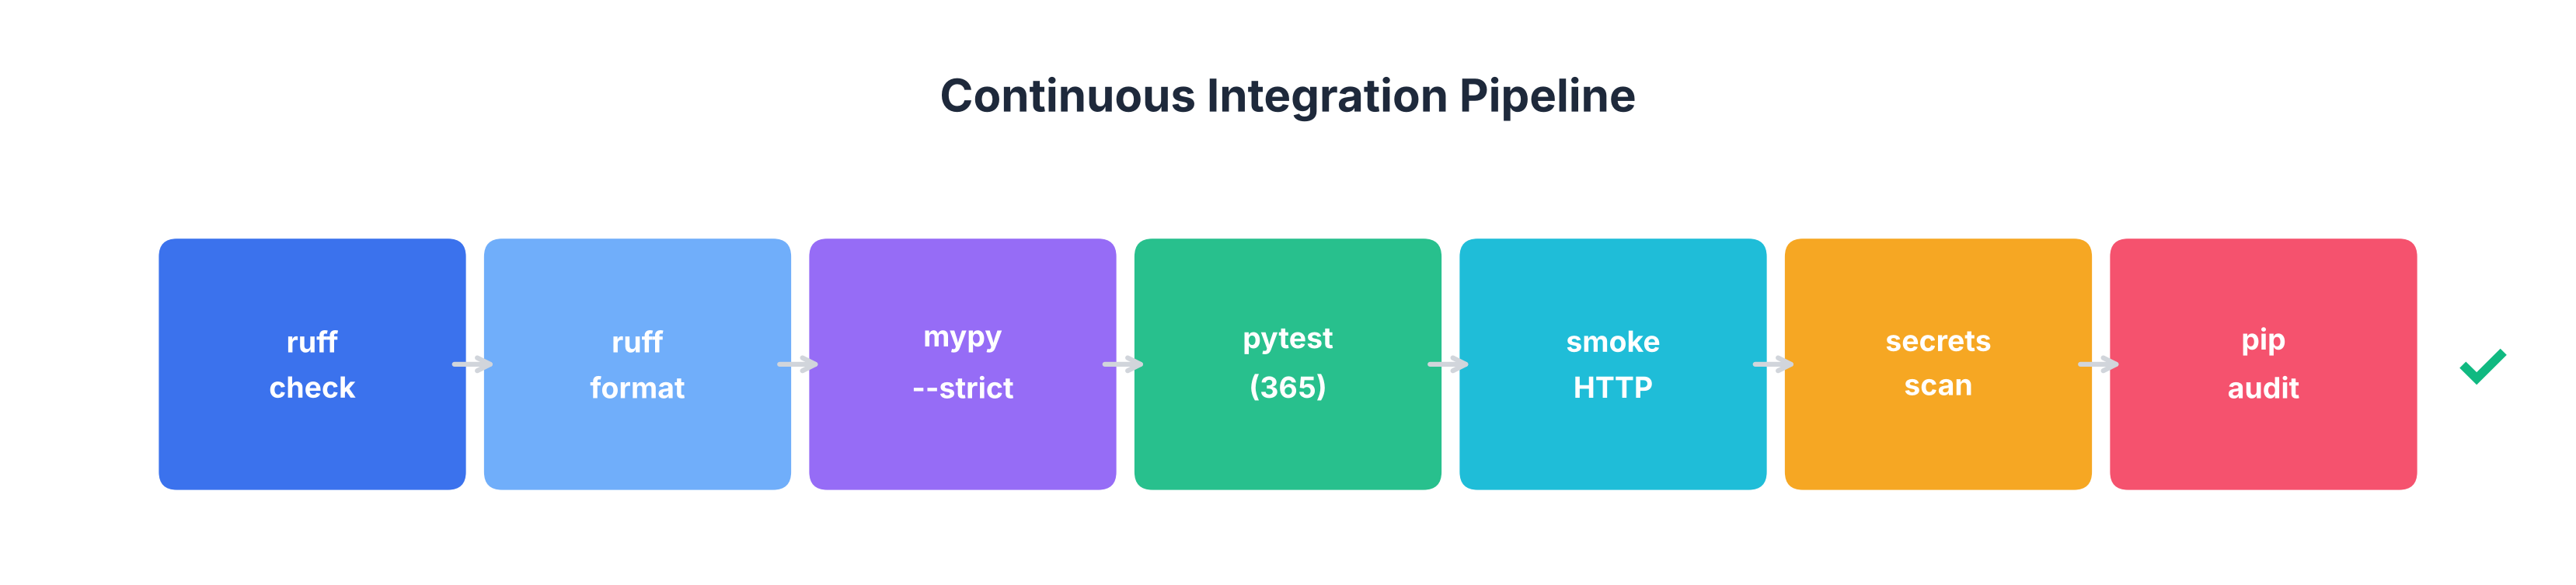 Continuous Integration Pipeline
ruff
check
ruff
format
mypy
--strict
pytest
(365)
smoke
HTTP
secrets
scan
pip
audit